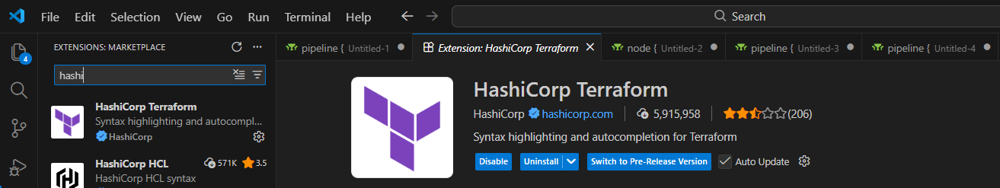 File Edit Selection View Go Run Terminal Help Search
EXTENSIONS: MARKETPLACE ...
pipeline { Untitled-1 Extension: HashiCorp Terraform node { Untitled-2 pipeline { Untitled-3 pipeline { Untitled-4
4
hashi
HashiCorp Terraform
Syntax highlighting and autocompl...
HashiCorp
HashiCorp HCL 571K 3.5
HashiCorp HCL syntax
HashiCorp Terraform
HashiCorp hashicorp.com 5,915,958 (206)
Syntax highlighting and autocompletion for Terraform
Disable Uninstall Switch to Pre-Release Version Auto Update